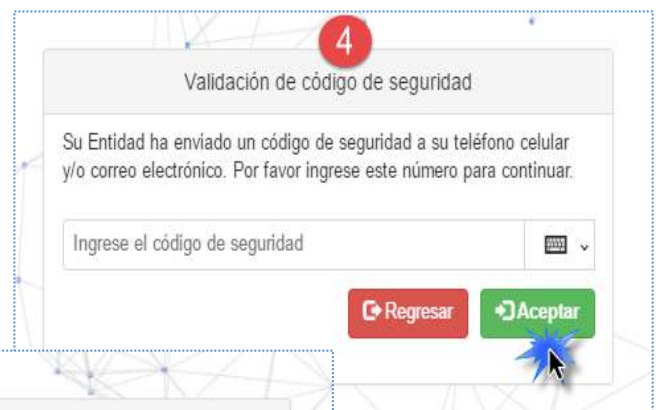 4
Validación de código de seguridad
Su Entidad ha enviado un código de seguridad a su teléfono celular
y/o correo electrónico. Por favor ingrese este número para continuar.
Ingrese el código de seguridad
Regresar
Aceptar